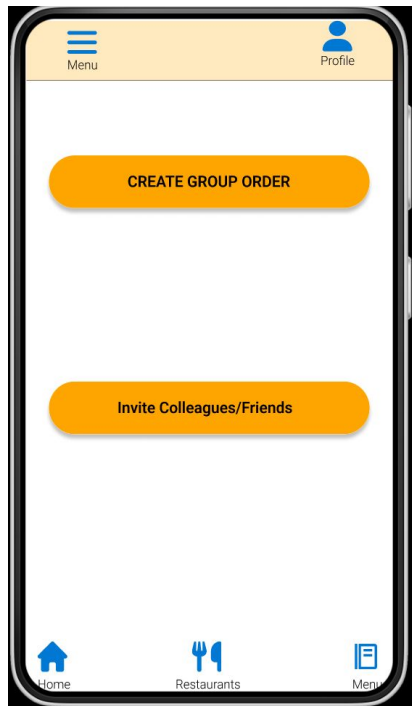 Menu
Profile
CREATE GROUP ORDER
Invite Colleagues/Friends
Home
Restaurants
Menu